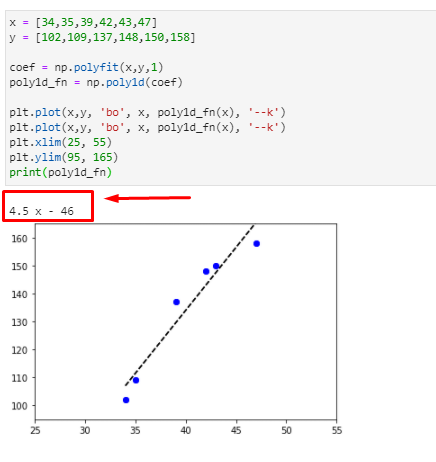 x = [34,35,39,42,43,47]
y = [102,109,137,148,150,158]
coef = np.polyfit(x,y,1)
poly1d_fn = np.poly1d(coef)
plt.plot(x,y, 'bo', x, poly1d_fn(x), '--k')
plt.plot(x,y, 'bo', x, poly1d_fn(x), '--k')
plt.xlim(25, 55)
plt.ylim(95, 165)
print(poly1d_fn)
4.5 x - 46
160
150
140
130
120
110
100
25 30 35 40 45 50 55